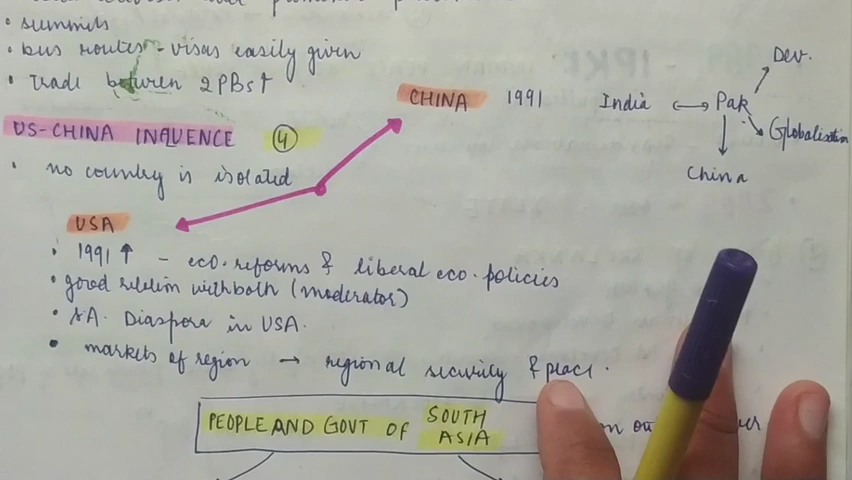 • summits
• bus routes - visas easily given
• Trade between 2 PBs ↑
CHINA 1991
India ↔ Pak
Dev.
Globalisation
China
US-CHINA INFLUENCE ④
• no country is isolated
USA
• 1991 ↑ - eco. reforms & liberal eco. policies
• good relation with both (moderator)
• SA. Diaspora in USA.
• markets of region → regional security & peace.
PEOPLE AND GOVT OF SOUTH
ASIA